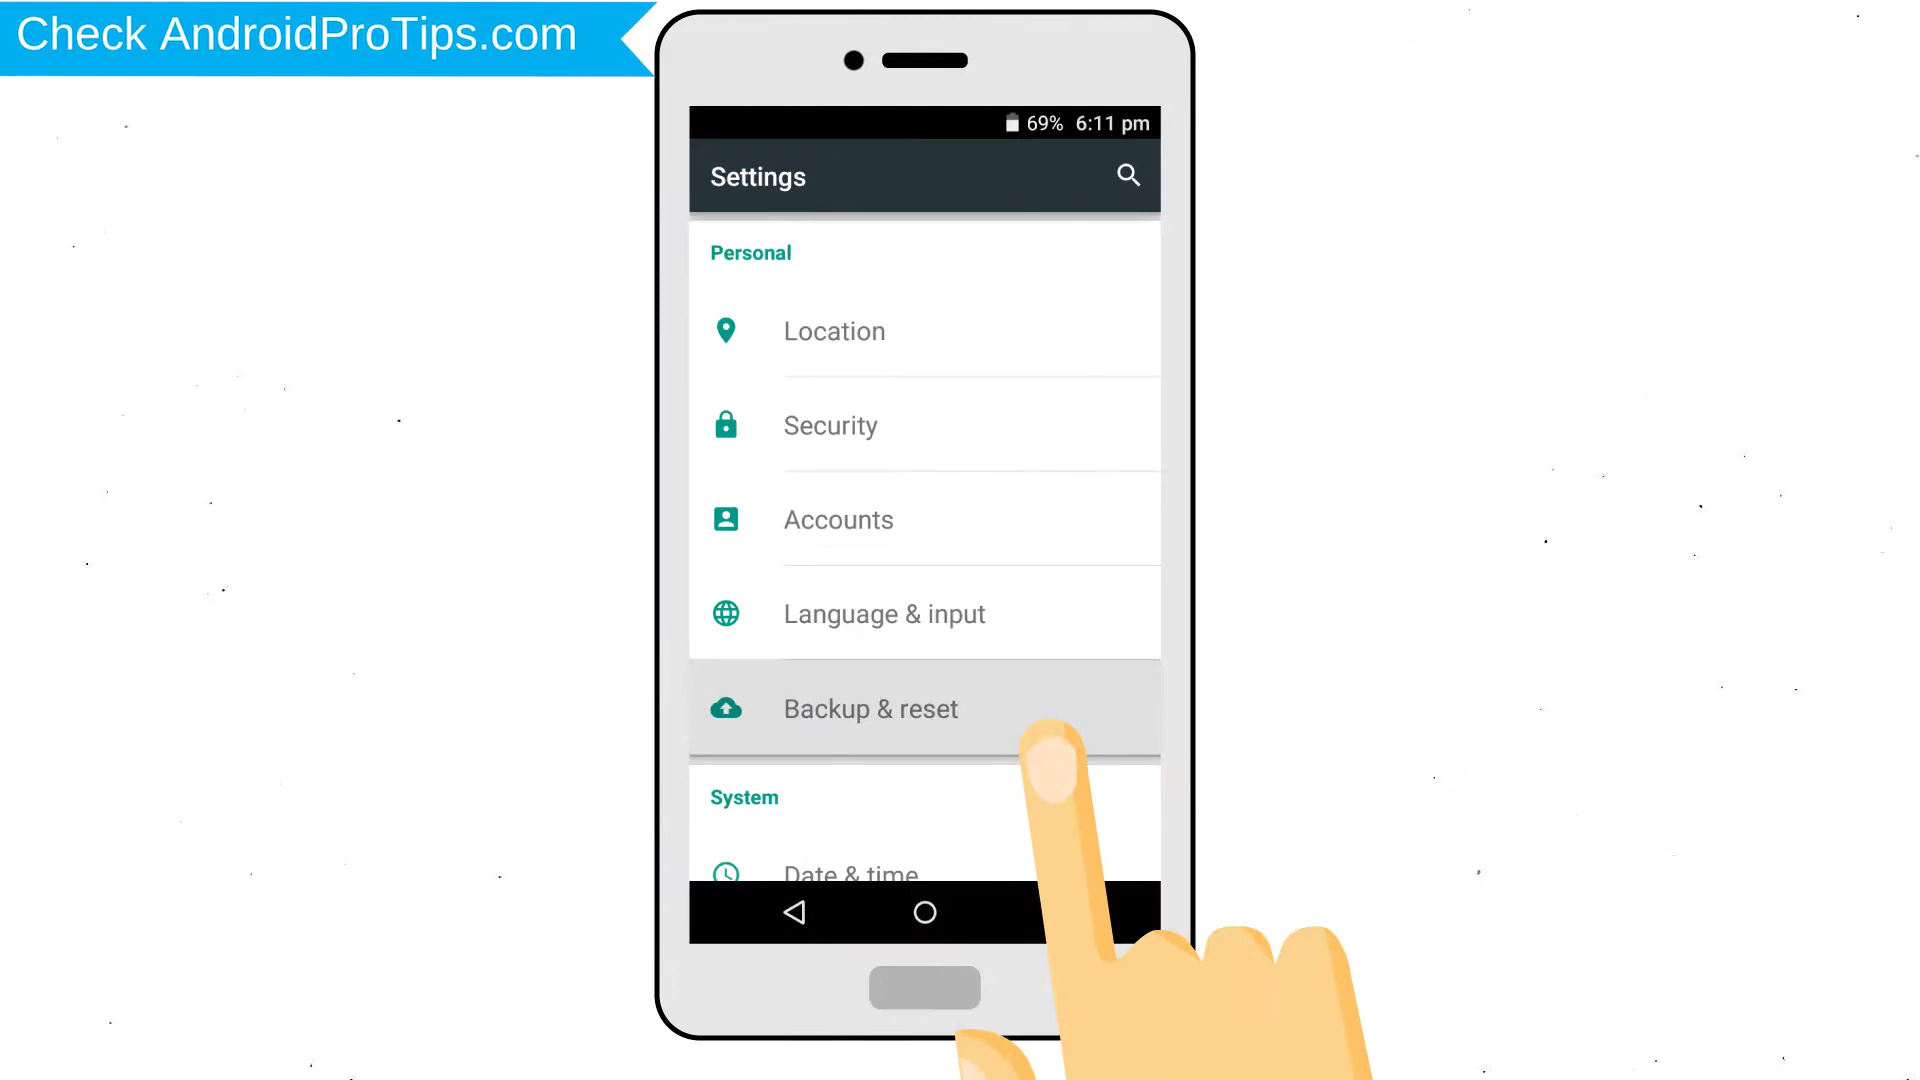 Check AndroidProTips.com
69% 6:11 pm
Settings
Personal
Location
Security
Accounts
Language & input
Backup & reset
System
Date & time